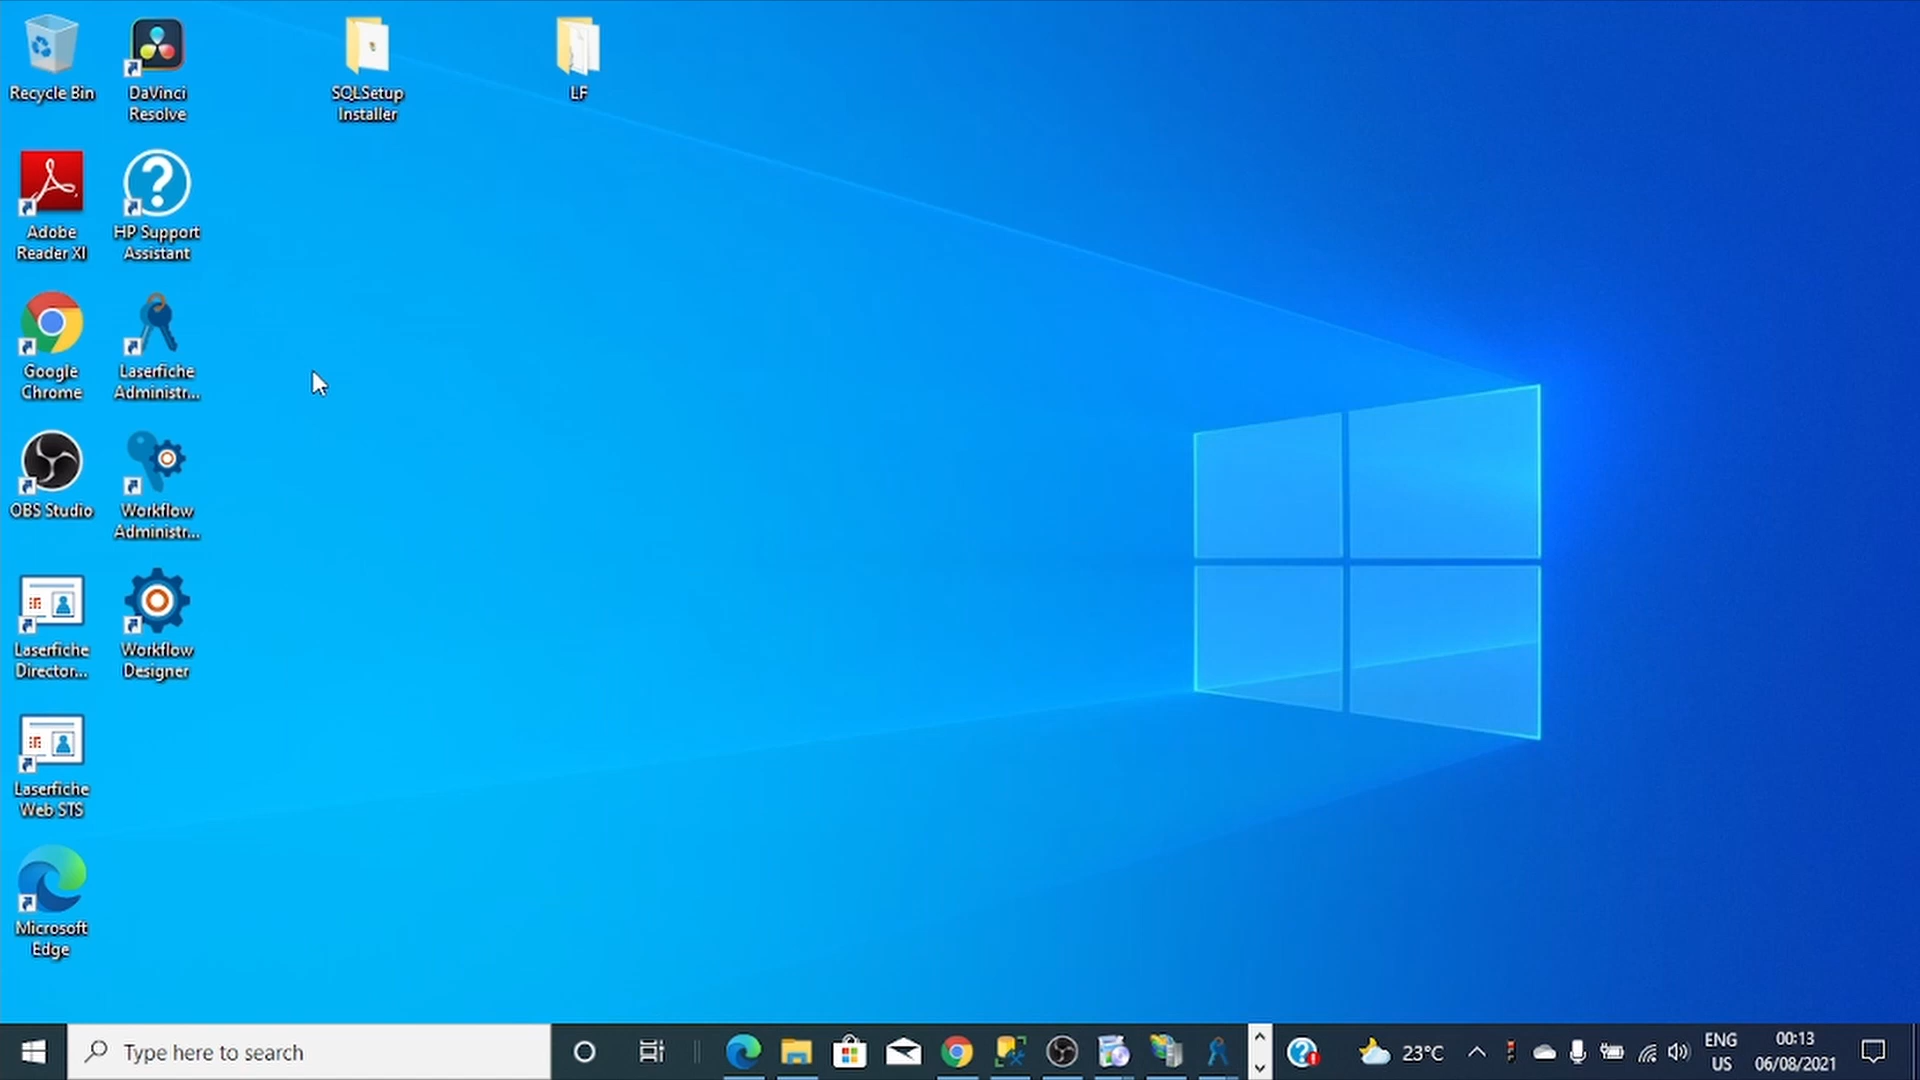 Recycle Bin
DaVinci
Resolve
SQLSetup
Installer
LF
Adobe
Reader XI
HP Support
Assistant
Google
Chrome
Laserfiche
Administr...
OBS Studio
Workflow
Administr...
Laserfiche
Director...
Workflow
Designer
Laserfiche
Web STS
Microsoft
Edge
Type here to search
23°C
ENG
US
00:13
06/08/2021